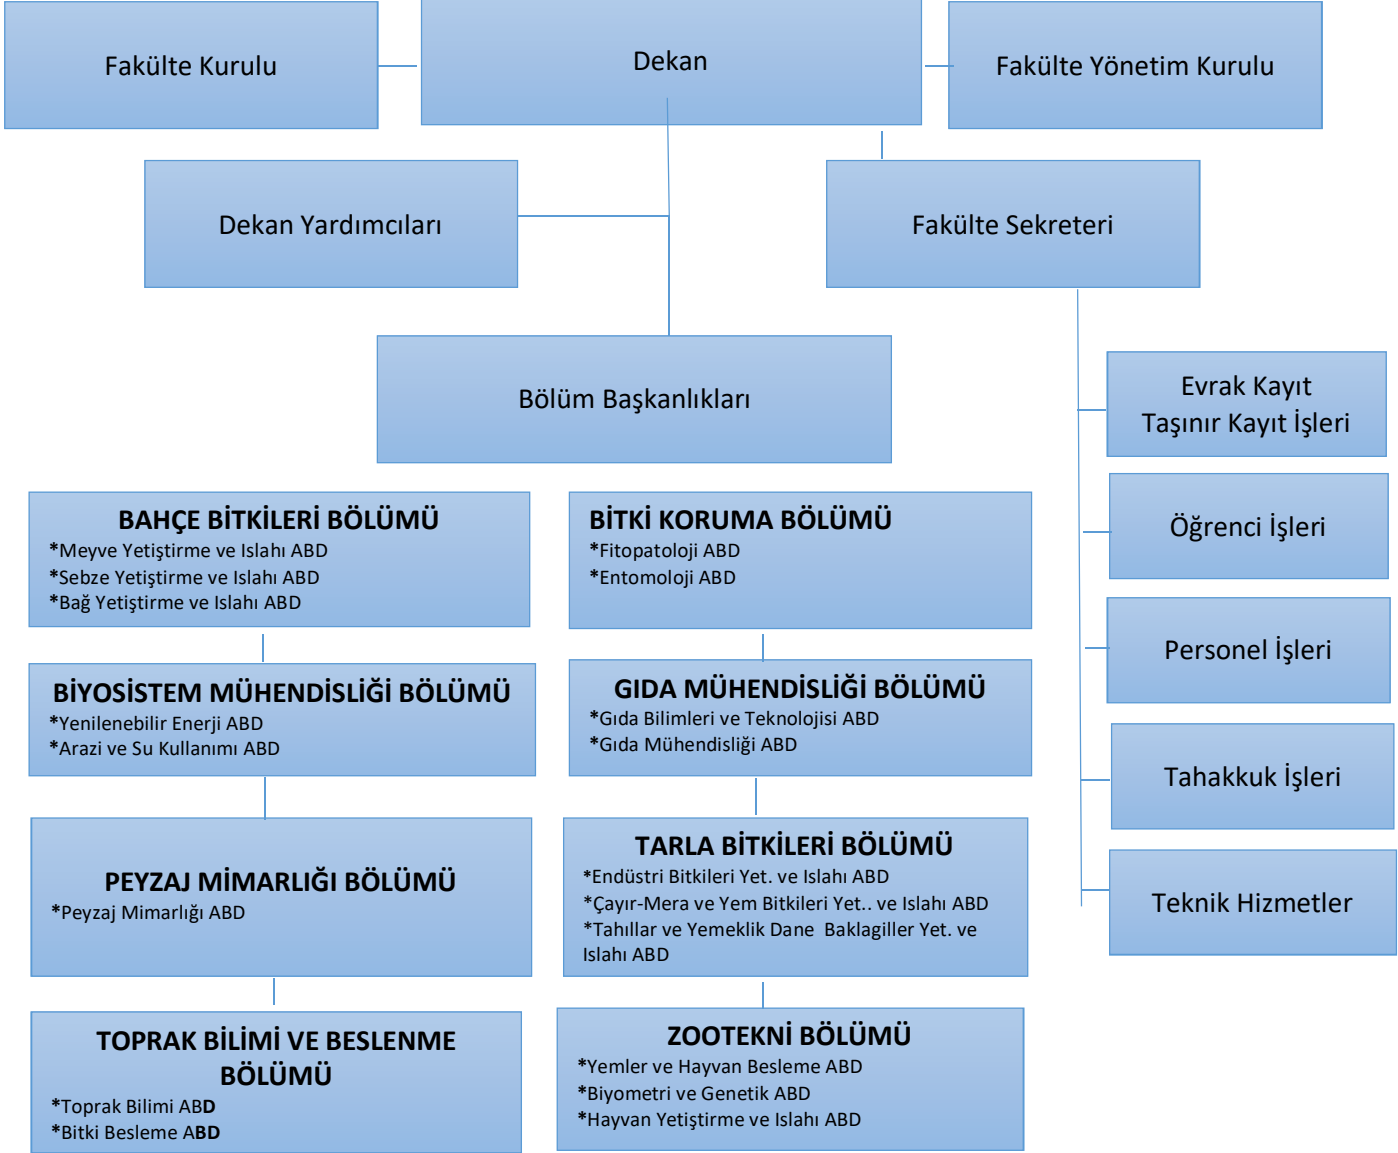 Fakülte Kurulu
Dekan
Fakülte Yönetim Kurulu
Dekan Yardımcıları
Fakülte Sekreteri
Bölüm Başkanlıkları
Evrak Kayıt
Taşınır Kayıt İşleri
Öğrenci İşleri
Personel İşleri
Tahakkuk İşleri
Teknik Hizmetler
BAHÇE BİTKİLERİ BÖLÜMÜ
*Meyve Yetiştirme ve Islahı ABD
*Sebze Yetiştirme ve Islahı ABD
*Bağ Yetiştirme ve Islahı ABD
BİTKİ KORUMA BÖLÜMÜ
*Fitopatoloji ABD
*Entomoloji ABD
BİYOSİSTEM MÜHENDİSLİĞİ BÖLÜMÜ
*Yenilenebilir Enerji ABD
*Arazi ve Su Kullanımı ABD
GIDA MÜHENDİSLİĞİ BÖLÜMÜ
*Gıda Bilimleri ve Teknolojisi ABD
*Gıda Mühendisliği ABD
PEYZAJ MİMARLIĞI BÖLÜMÜ
*Peyzaj Mimarlığı ABD
TARLA BİTKİLERİ BÖLÜMÜ
*Endüstri Bitkileri Yet. ve Islahı ABD
*Çayır-Mera ve Yem Bitkileri Yet.. ve Islahı ABD
*Tahıllar ve Yemeklik Dane  Baklagiller Yet. ve
Islahı ABD
TOPRAK BİLİMİ VE BESLENME
BÖLÜMÜ
*Toprak Bilimi ABD
*Bitki Besleme ABD
ZOOTEKNİ BÖLÜMÜ
*Yemler ve Hayvan Besleme ABD
*Biyometri ve Genetik ABD
*Hayvan Yetiştirme ve Islahı ABD